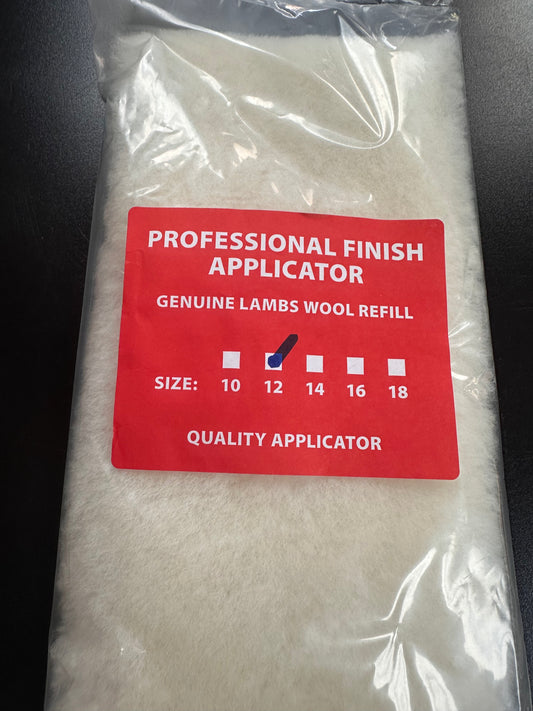 PROFESSIONAL FINISH
APPLICATOR
GENUINE LAMBS WOOL REFILL
SIZE: 10 12 14 16 18
QUALITY APPLICATOR